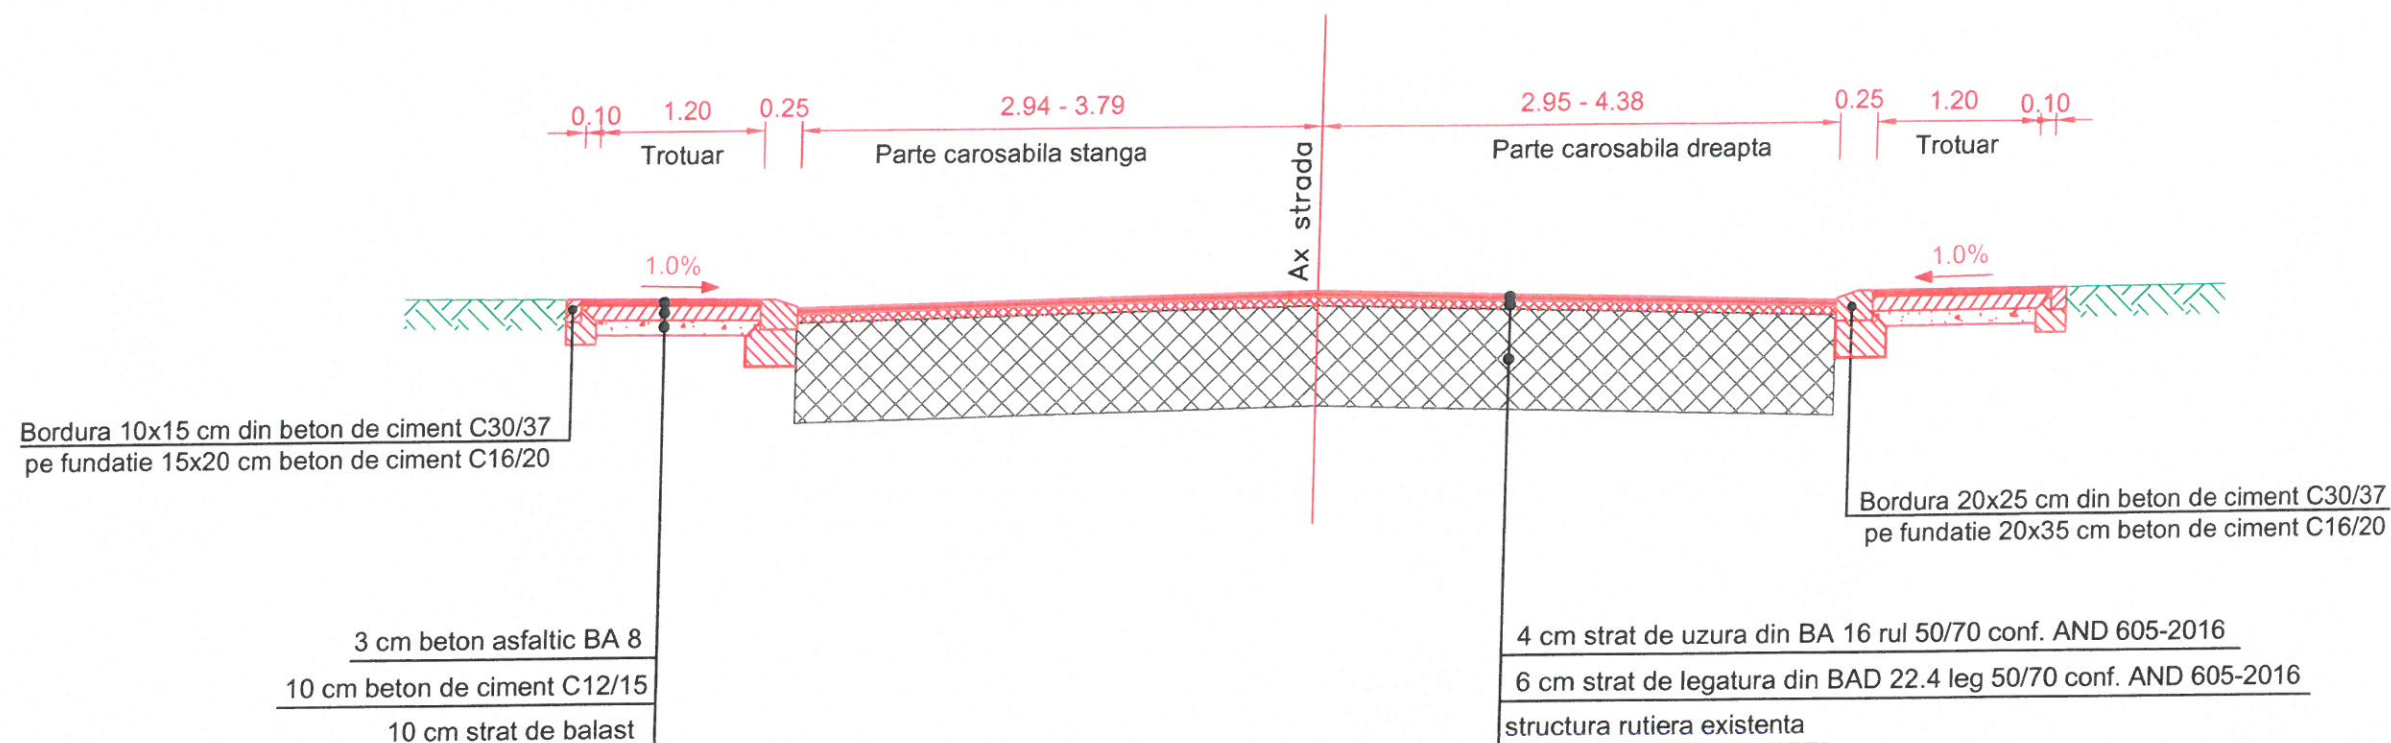 0.10 1.20 0.25 2.94 - 3.79 2.95 - 4.38 0.25 1.20 0.10
Trotuar Parte carosabila stanga Parte carosabila dreapta Trotuar
Ax strada
1.0% 1.0%
Bordura 10x15 cm din beton de ciment C30/37
pe fundatie 15x20 cm beton de ciment C16/20
Bordura 20x25 cm din beton de ciment C30/37
pe fundatie 20x35 cm beton de ciment C16/20
3 cm beton asfaltic BA 8
10 cm beton de ciment C12/15
10 cm strat de balast
4 cm strat de uzura din BA 16 rul 50/70 conf. AND 605-2016
6 cm strat de legatura din BAD 22.4 leg 50/70 conf. AND 605-2016
structura rutiera existenta